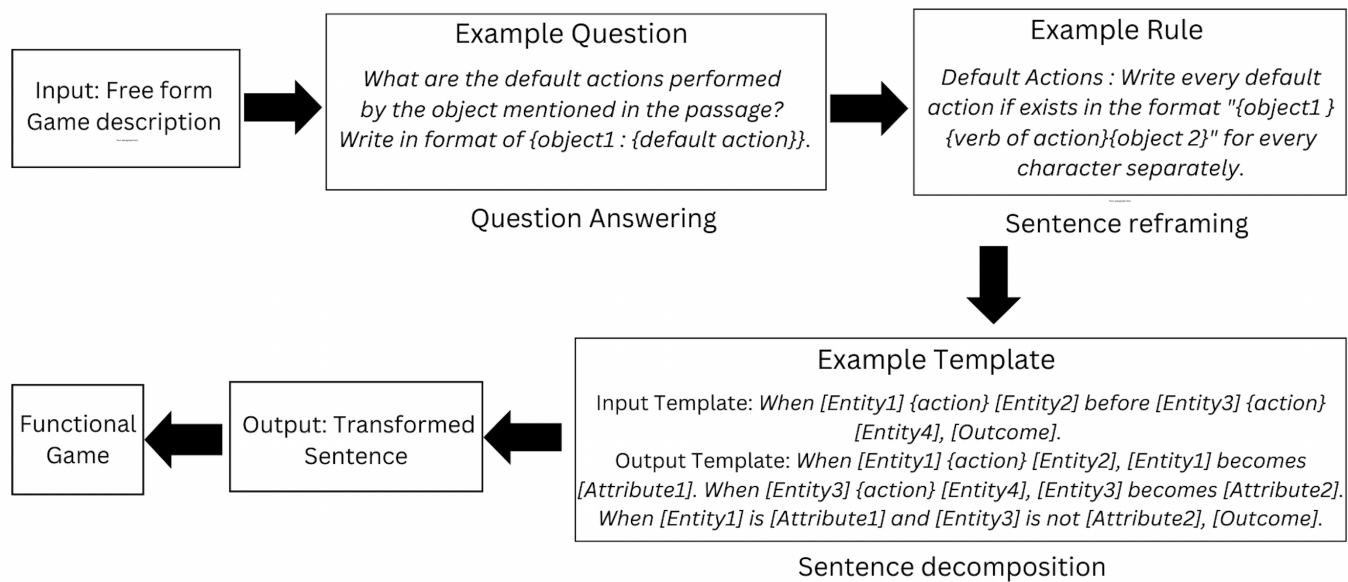 Input: Free form
Game description
Example Question
What are the default actions performed
by the object mentioned in the passage?
Write in format of {object1 : {default action}}.
Question Answering
Example Rule
Default Actions : Write every default
action if exists in the format "{object1 }
{verb of action}{object 2}" for every
character separately.
Sentence reframing
Example Template
Input Template: When [Entity1] {action} [Entity2] before [Entity3] {action}
[Entity4], [Outcome].
Output Template: When [Entity1] {action} [Entity2], [Entity1] becomes
[Attribute1]. When [Entity3] {action} [Entity4], [Entity3] becomes [Attribute2].
When [Entity1] is [Attribute1] and [Entity3] is not [Attribute2], [Outcome].
Sentence decomposition
Output: Transformed
Sentence
Functional
Game